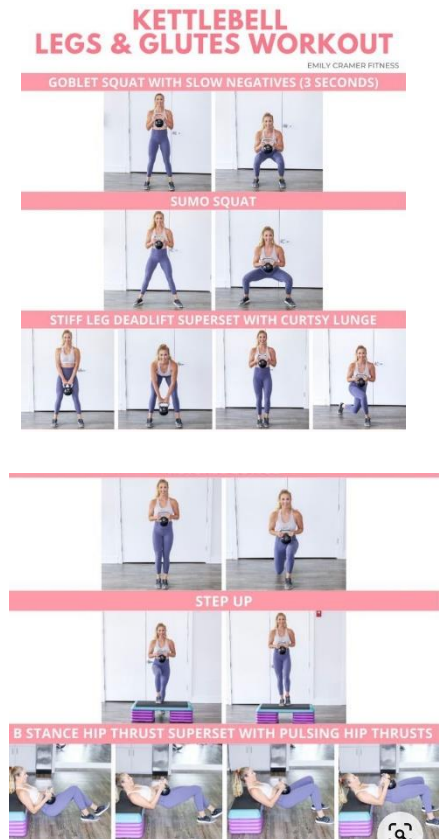 KETTLEBELL
LEGS & GLUTES WORKOUT
EMILY CRAMER FITNESS
GOBLET SQUAT WITH SLOW NEGATIVES (3 SECONDS)
SUMO SQUAT
STIFF LEG DEADLIFT SUPERSET WITH CURTSY LUNGE
STEP UP
B STANCE HIP THRUST SUPERSET WITH PULSING HIP THRUSTS